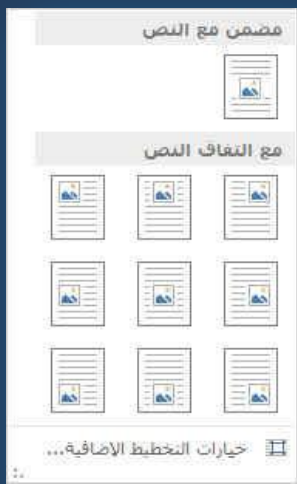 مضمن مع النص
مع التفاف النص
خيارات التخطيط الإضافية...